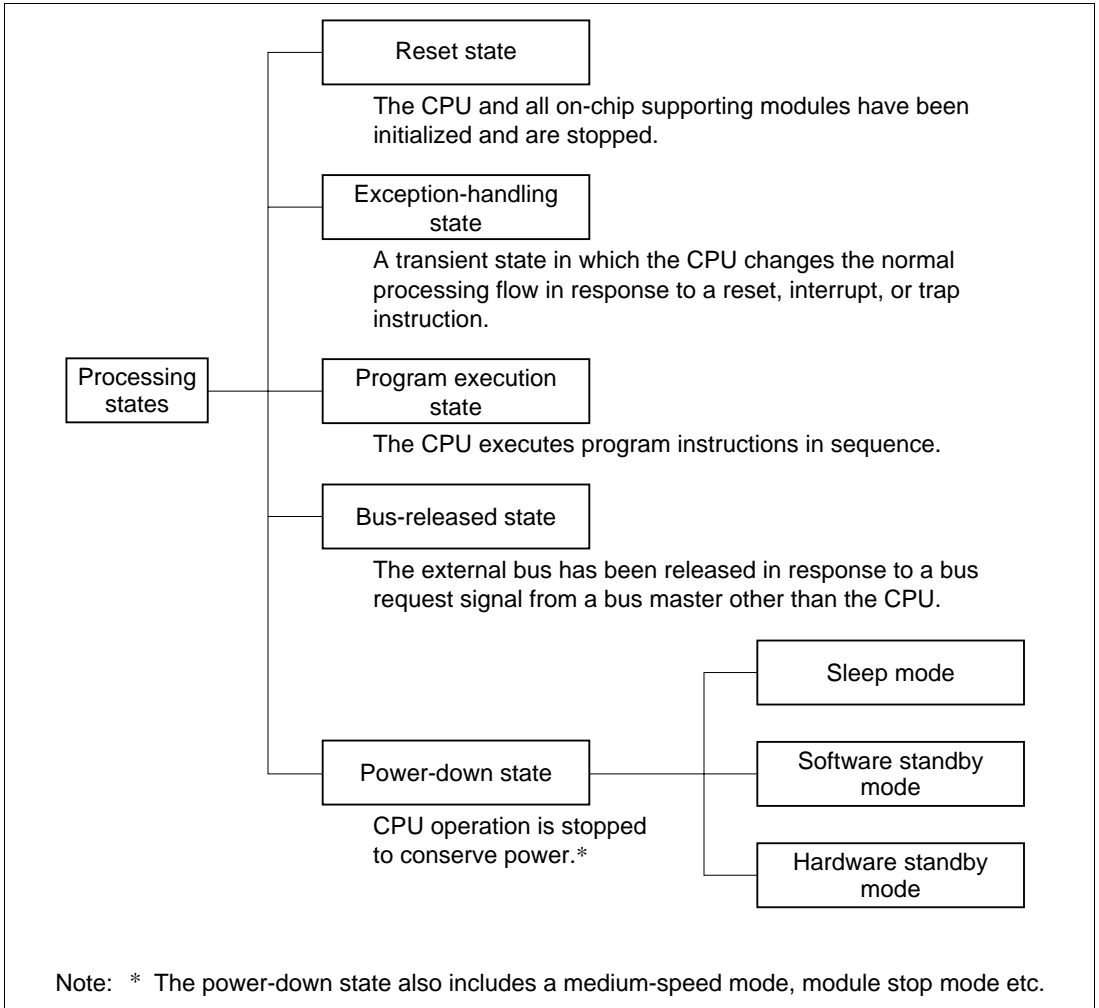 Reset state
The CPU and all on-chip supporting modules have been
initialized and are stopped.
Exception-handling
state
A transient state in which the CPU changes the normal
processing flow in response to a reset, interrupt, or trap
instruction.
Processing
states
Program execution
state
The CPU executes program instructions in sequence.
Bus-released state
The external bus has been released in response to a bus
request signal from a bus master other than the CPU.
Power-down state
CPU operation is stopped
to conserve power.*
Sleep mode
Software standby
mode
Hardware standby
mode
Note: * The power-down state also includes a medium-speed mode, module stop mode etc.